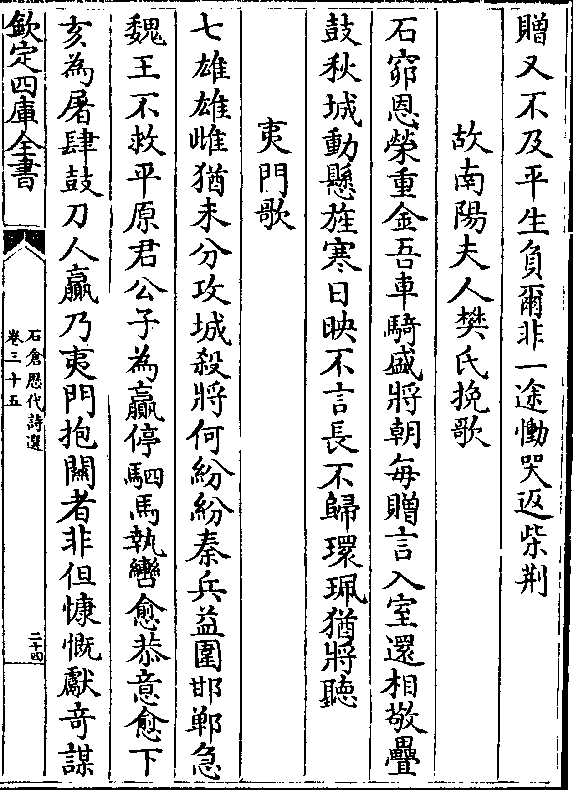 贈又不及平生負爾非一途慟哭返柴荆
故南陽夫人樊氏挽歌
石窌恩榮重金吾車騎盛將朝每贈言入室還相敬疊
鼓秋城動懸旌寒日映不言長不歸環珮猶將聽
夷門歌
七雄雄雌猶未分攻城殺將何紛紛秦兵益圍邯鄲急
魏王不救平原君公子為嬴停駟馬執轡愈恭意愈下
亥為屠肆鼓刀人嬴乃夷門抱關者非但慷慨獻奇謀
欽定四庫全書
石倉歷代詩選
卷三十五
二十四